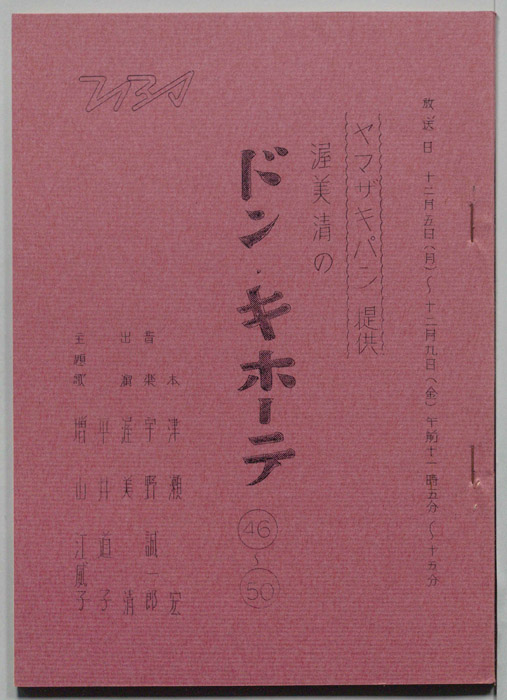 放送日 十二月五日(月)～十二月九日(金)午前十一時五分～十五分
ヤマザキパン 提供
渥美清の
ドン・キホーテ ㊻～㊿
本 津瀬 宏
音楽 宇野誠一郎
出演 渥美 清
平井道子
主題歌 増山江威子